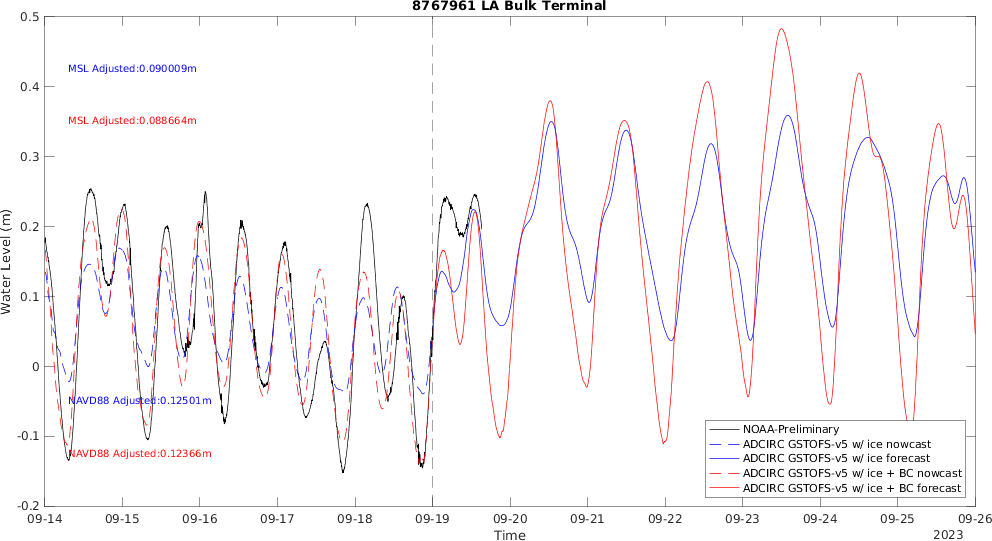 8767961 LA Bulk Terminal
0.5
0.4
0.3
0.2
0.1
0
-0.1
-0.2
Water Level (m)
MSL Adjusted:0.090009m
MSL Adjusted:0.088664m
NAVD88 Adjusted:0.12501m
NAVD88 Adjusted:0.12366m
NOAA-Preliminary
ADCIRC GSTOFS-v5 w/ ice nowcast
ADCIRC GSTOFS-v5 w/ ice forecast
ADCIRC GSTOFS-v5 w/ ice + BC nowcast
ADCIRC GSTOFS-v5 w/ ice + BC forecast
09-14 09-15 09-16 09-17 09-18 09-19 09-20 09-21 09-22 09-23 09-24 09-25 09-26
Time
2023